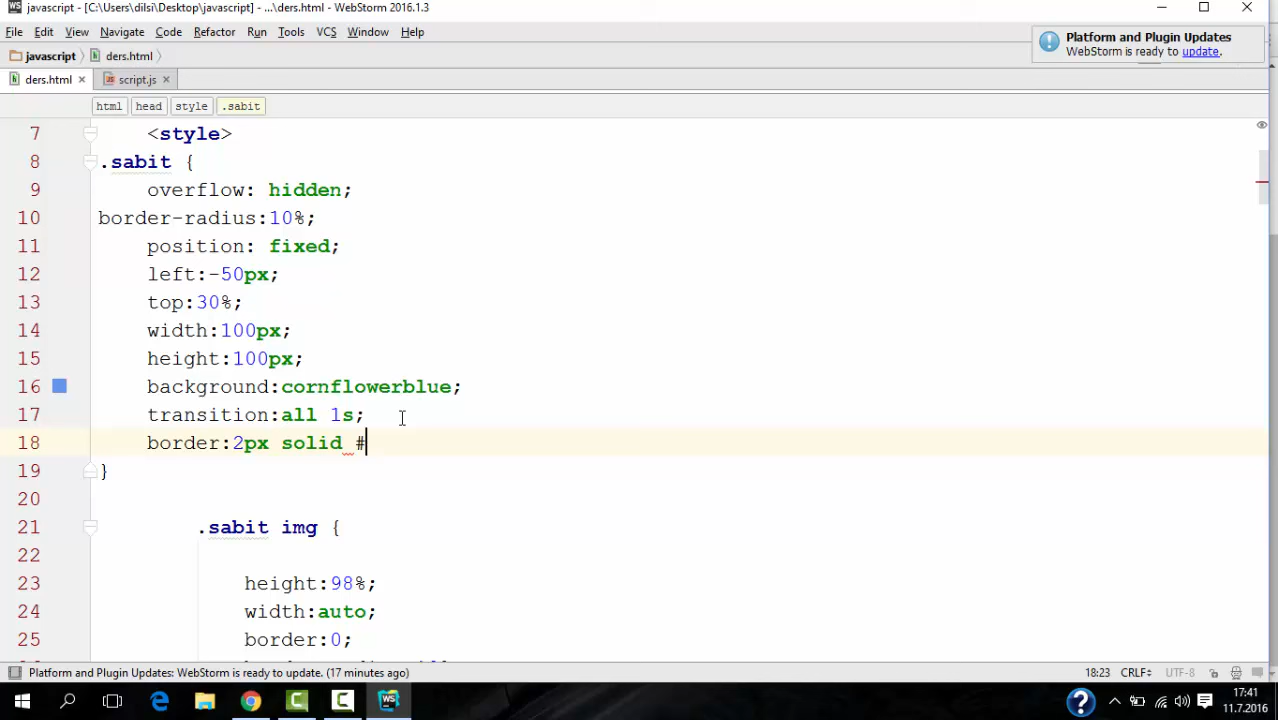 javascript - [C:\Users\dilsi\Desktop\javascript] - ...\ders.html - WebStorm 2016.1.3
File Edit View Navigate Code Refactor Run Tools VCS Window Help
Platform and Plugin Updates
WebStorm is ready to update.
javascript ders.html
ders.html script.js
html head style .sabit
7 <style>
8 .sabit {
9 overflow: hidden;
10 border-radius:10%;
11 position: fixed;
12 left:-50px;
13 top:30%;
14 width:100px;
15 height:100px;
16 background:cornflowerblue;
17 transition:all 1s;
18 border:2px solid #
19 }
20
21 .sabit img {
22
23 height:98%;
24 width:auto;
25 border:0;
Platform and Plugin Updates: WebStorm is ready to update. (17 minutes ago) 18:23 CRLF UTF-8
17:41
11.7.2016